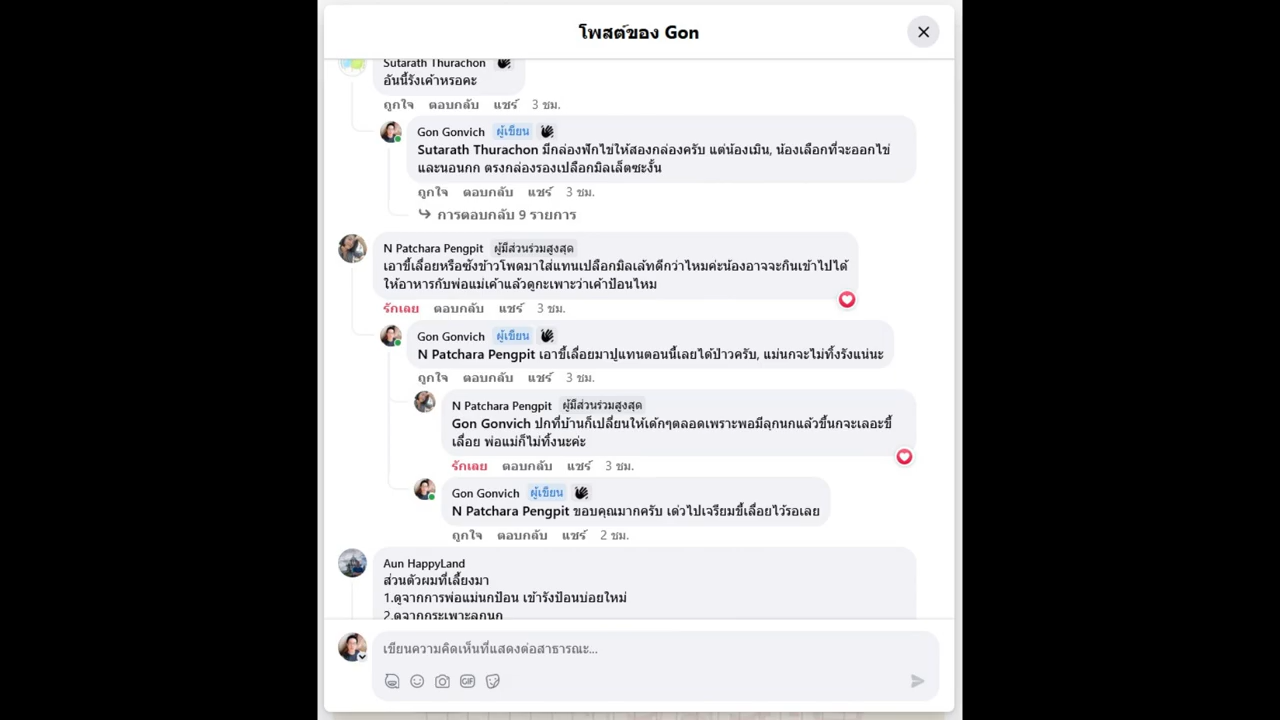 โพสต์ของ Gon
Sutarath Thurachon
อันนี้รังเค้าหรอคะ
ถูกใจ ตอบกลับ แชร์ 3 ชม.
Gon Gonvich ผู้เขียน
Sutarath Thurachon มีกล่องฟักไข่ให้สองกล่องครับ แต่น้องเมิน, น้องเลือกที่จะออกไข่
และนอนกก ตรงกล่องรองเปลือกมิลเล็ตซะงั้น
ถูกใจ ตอบกลับ แชร์ 3 ชม.
การตอบกลับ 9 รายการ
N Patchara Pengpit ผู้มีส่วนร่วมสูงสุด
เอาขี้เลื่อยหรือซังข้าวโพดมาใส่แทนเปลือกมิลเล้ทดีกว่าไหมค่ะน้องอาจจะกินเข้าไปได้
ให้อาหารกับพ่อแม่เค้าแล้วดูกะเพาะว่าเค้าป้อนไหม
รักเลย ตอบกลับ แชร์ 3 ชม.
Gon Gonvich ผู้เขียน
N Patchara Pengpit เอาขี้เลื่อยมาปูแทนตอนนี้เลยได้ป่าวครับ, แม่นกจะไม่ทิ้งรังแน่นะ
ถูกใจ ตอบกลับ แชร์ 3 ชม.
N Patchara Pengpit ผู้มีส่วนร่วมสูงสุด
Gon Gonvich ปกที่บ้านก็เปลี่ยนให้เด้กๆตลอดเพราะพอมีลุกนกแล้วขี้นกจะเลอะขี้
เลื่อย พ่อแม่ก็ไม่ทิ้งนะค่ะ
รักเลย ตอบกลับ แชร์ 3 ชม.
Gon Gonvich ผู้เขียน
N Patchara Pengpit ขอบคุณมากครับ เด่วไปเจรียมขี้เลื่อยไว้รอเลย
ถูกใจ ตอบกลับ แชร์ 2 ชม.
Aun HappyLand
ส่วนตัวผมที่เลี้ยงมา
1.ดูจากการพ่อแม่นกป้อน เข้ารังป้อนบ่อยใหม่
2.ดูจากกระเพาะลูกนก
เขียนความคิดเห็นที่แสดงต่อสาธารณะ...
GIF